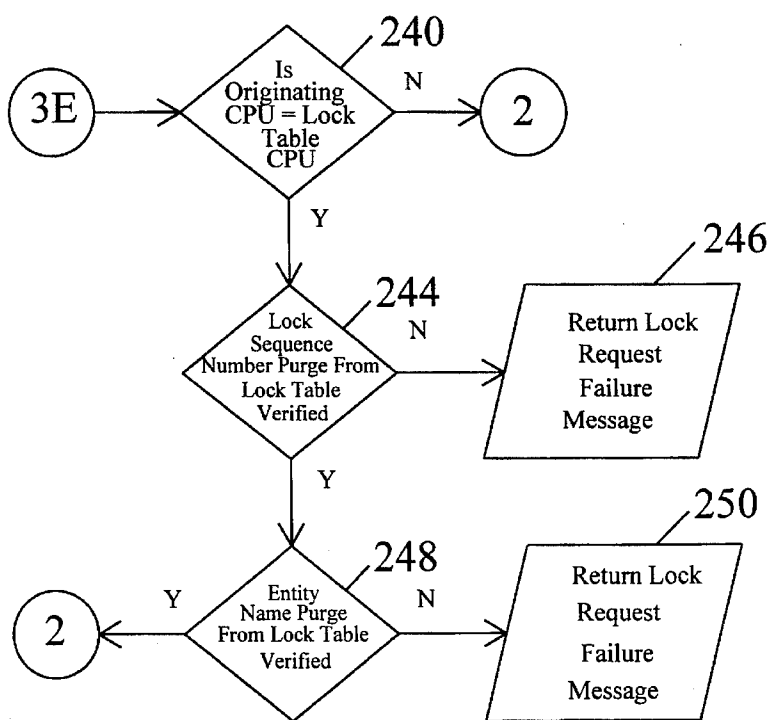 240
Is
Originating
CPU = Lock
Table
CPU
3E
N
2
Y
244
Lock
Sequence
Number Purge From
Lock Table
Verified
N
246
Return Lock
Request
Failure
Message
Y
248
Entity
Name Purge
From Lock Table
Verified
Y
2
N
250
Return Lock
Request
Failure
Message